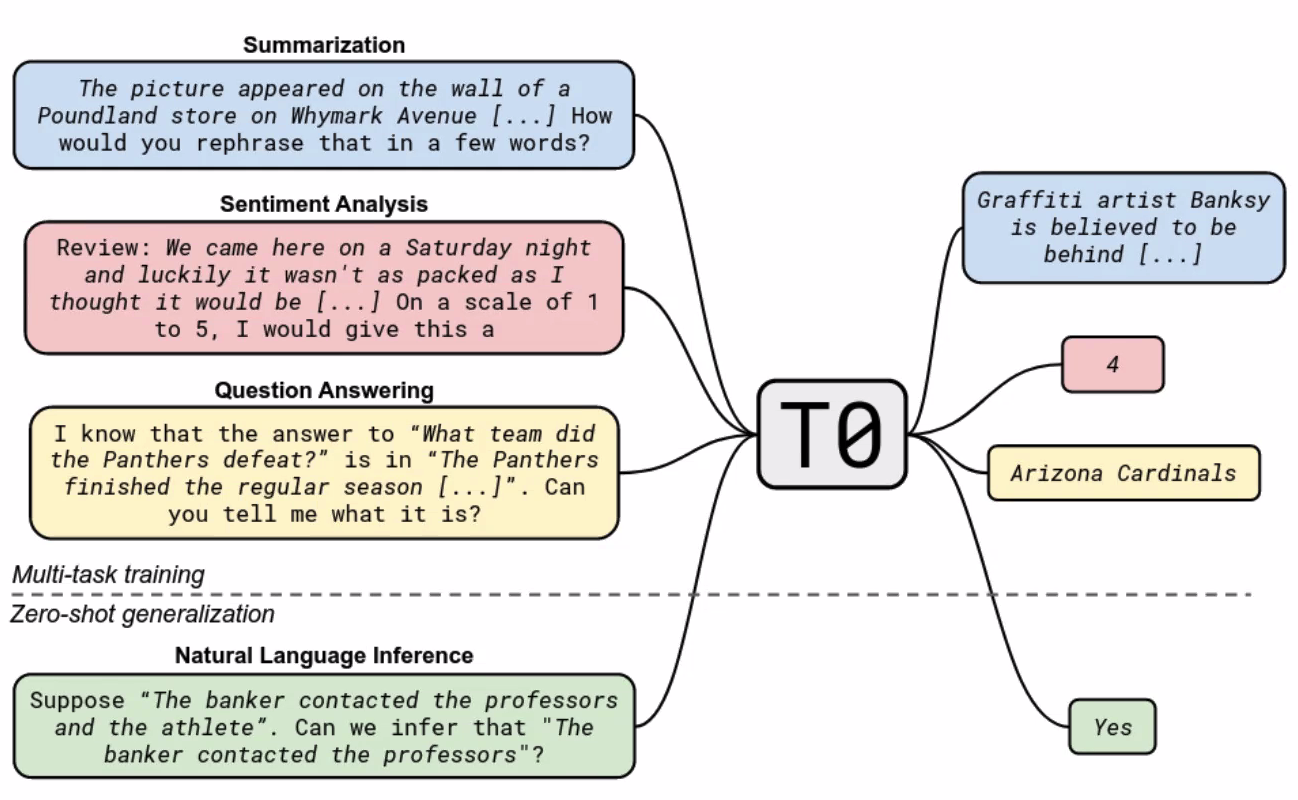 Summarization
The picture appeared on the wall of a
Poundland store on Whymark Avenue [...] How
would you rephrase that in a few words?
Sentiment Analysis
Review: We came here on a Saturday night
and luckily it wasn't as packed as I
thought it would be [...] On a scale of 1
to 5, I would give this a
Question Answering
I know that the answer to “What team did
the Panthers defeat?” is in “The Panthers
finished the regular season [...]”. Can
you tell me what it is?
Multi-task training
Zero-shot generalization
Natural Language Inference
Suppose “The banker contacted the professors
and the athlete”. Can we infer that "The
banker contacted the professors"?
T0
Graffiti artist Banksy
is believed to be
behind [...]
4
Arizona Cardinals
Yes